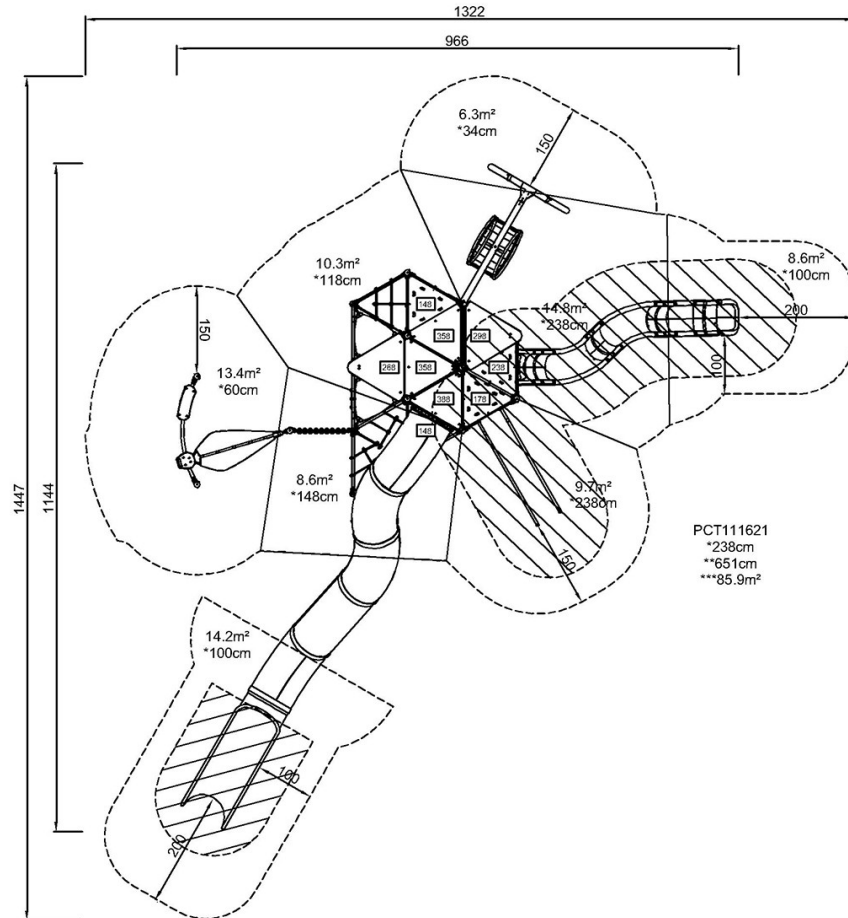 1322
966
6.3m²
*34cm
150
10.3m²
*118cm
8.6m²
*100cm
14.8m²
*238cm
200
100
148
358
298
268
358
238
388
178
148
150
13.4m²
*60cm
8.6m²
*148cm
9.7m²
*238cm
150
1447
1144
PCT111621
*238cm
**651cm
***85.9m²
14.2m²
*100cm
100
200